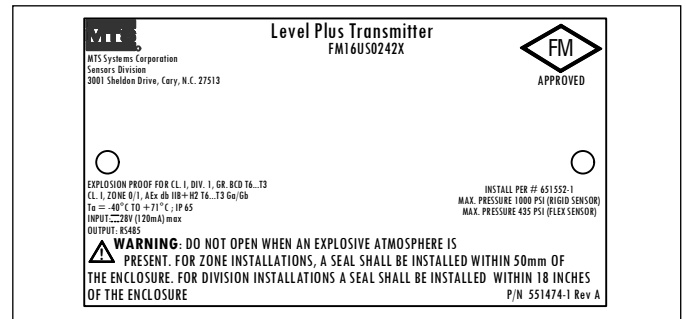 MTS
Level Plus Transmitter
FM16US0242X
FM
APPROVED
MTS Systems Corporation
Sensors Division
3001 Sheldon Drive, Cary, N.C. 27513
EXPLOSION PROOF FOR CL. I, DIV. 1, GR. BCD T6...T3
CL. I, ZONE 0/1, AEx db IIB+H2 T6...T3 Ga/Gb
Ta = -40°C TO +71°C ; IP 65
INPUT:⎓28V (120mA) max
OUTPUT: RS485
INSTALL PER # 651552-1
MAX. PRESSURE 1000 PSI (RIGID SENSOR)
MAX. PRESSURE 435 PSI (FLEX SENSOR)
WARNING: DO NOT OPEN WHEN AN EXPLOSIVE ATMOSPHERE IS
PRESENT. FOR ZONE INSTALLATIONS, A SEAL SHALL BE INSTALLED WITHIN 50mm OF
THE ENCLOSURE. FOR DIVISION INSTALLATIONS A SEAL SHALL BE INSTALLED WITHIN 18 INCHES
OF THE ENCLOSURE
P/N 551474-1 Rev A